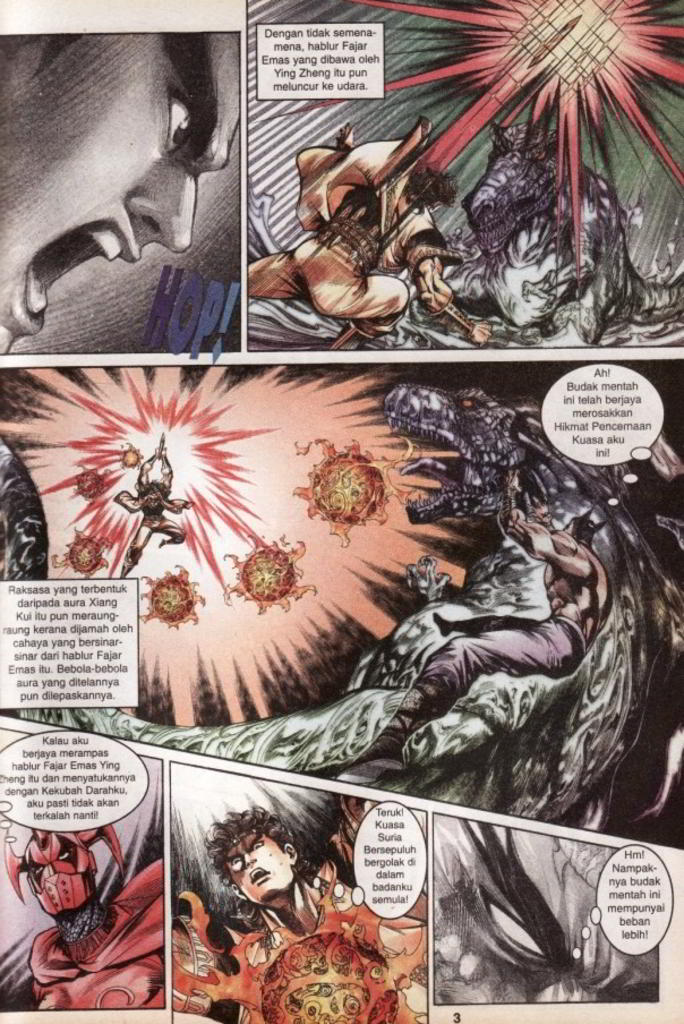 Dengan tidak semena-
mena, hablur Fajar
Emas yang dibawa oleh
Ying Zheng itu pun
meluncur ke udara.
HOP!
Ah!
Budak mentah
ini telah berjaya
merosakkan
Hikmat Pencernaan
Kuasa aku
ini!
Raksasa yang terbentuk
daripada aura Xiang
Kui itu pun meraung-
raung kerana dijamah oleh
cahaya yang bersinar-
sinar dari hablur Fajar
Emas itu. Bebola-bebola
aura yang ditelannya
pun dilepaskannya.
Kalau aku
berjaya merampas
hablur Fajar Emas Ying
Zheng itu dan menyatukannya
dengan Kekubah Darahku,
aku pasti tidak akan
terkalah nanti!
Teruk!
Kuasa
Suria
Bersepuluh
bergolak di
dalam
badanku
semula!
Hm!
Nampak-
nya budak
mentah ini
mempunyai
beban
lebih!
3